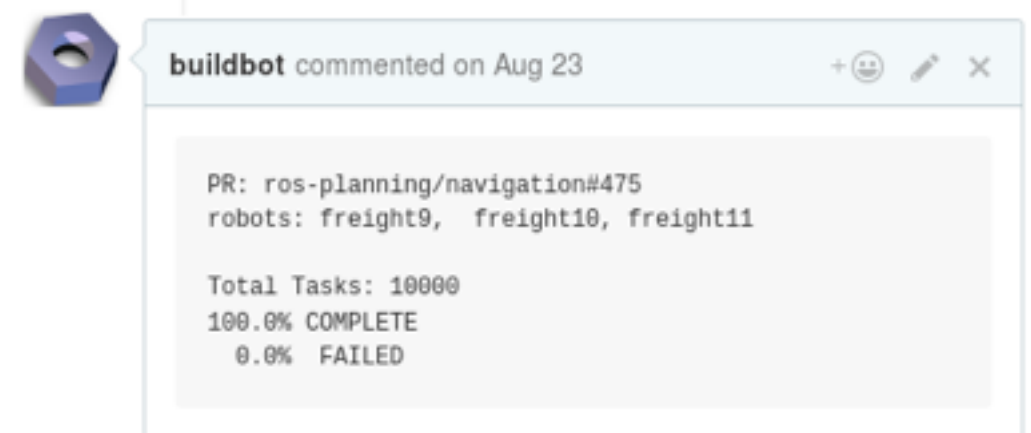 buildbot commented on Aug 23
PR: ros-planning/navigation#475
robots: freight9,  freight10, freight11
Total Tasks: 10000
100.0% COMPLETE
  0.0%  FAILED